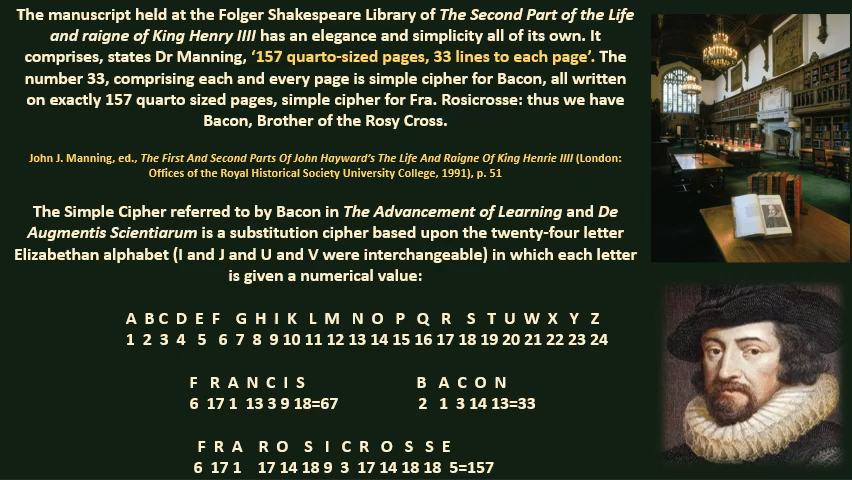 The manuscript held at the Folger Shakespeare Library of The Second Part of the Life
and raigne of King Henry IIII has an elegance and simplicity all of its own. It
comprises, states Dr Manning, ‘157 quarto-sized pages, 33 lines to each page’. The
number 33, comprising each and every page is simple cipher for Bacon, all written
on exactly 157 quarto sized pages, simple cipher for Fra. Rosicrosse: thus we have
Bacon, Brother of the Rosy Cross.
John J. Manning, ed., The First And Second Parts Of John Hayward’s The Life And Raigne Of King Henrie IIII (London:
Offices of the Royal Historical Society University College, 1991), p. 51
The Simple Cipher referred to by Bacon in The Advancement of Learning and De
Augmentis Scientiarum is a substitution cipher based upon the twenty-four letter
Elizabethan alphabet (I and J and U and V were interchangeable) in which each letter
is given a numerical value:
A B C D E F G H I K L M N O P Q R S T U W X Y Z
1 2 3 4 5 6 7 8 9 10 11 12 13 14 15 16 17 18 19 20 21 22 23 24
F R A N C I S B A C O N
6 17 1 13 3 9 18=67 2 1 3 14 13=33
F R A R O S I C R O S S E
6 17 1 17 14 18 9 3 17 14 18 18 5=157